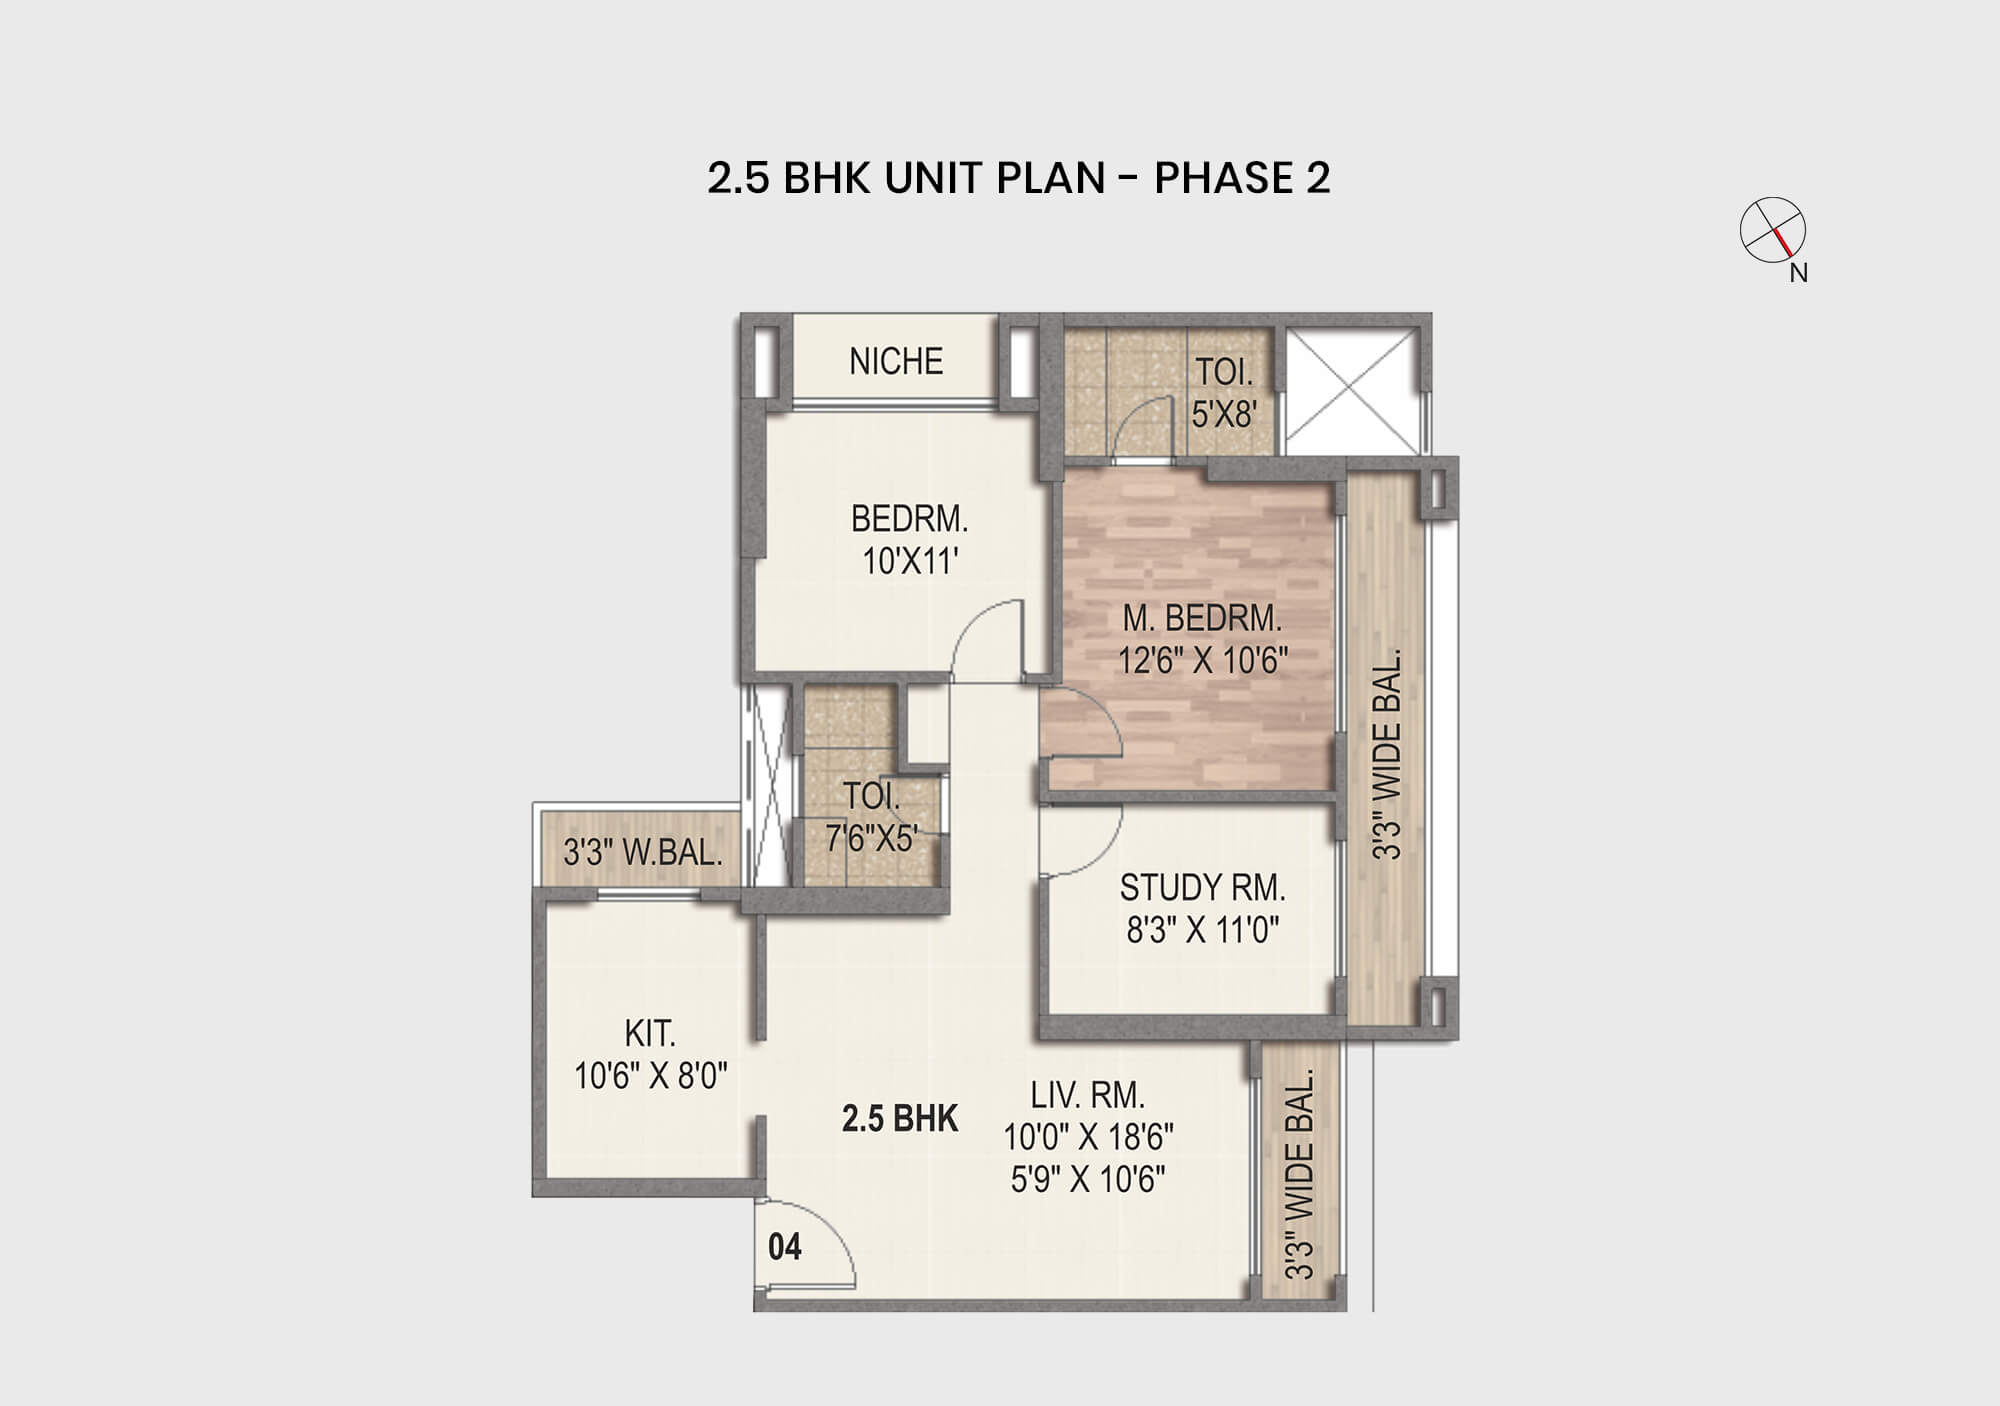 2.5 BHK UNIT PLAN - PHASE 2
N
NICHE
TOI.
5'X8'
BEDRM.
10'X11'
M. BEDRM.
12'6" X 10'6"
3'3" WIDE BAL.
TOI.
7'6"X5'
3'3" W.BAL.
STUDY RM.
8'3" X 11'0"
KIT.
10'6" X 8'0"
2.5 BHK
LIV. RM.
10'0" X 18'6"
5'9" X 10'6"
3'3" WIDE BAL.
04